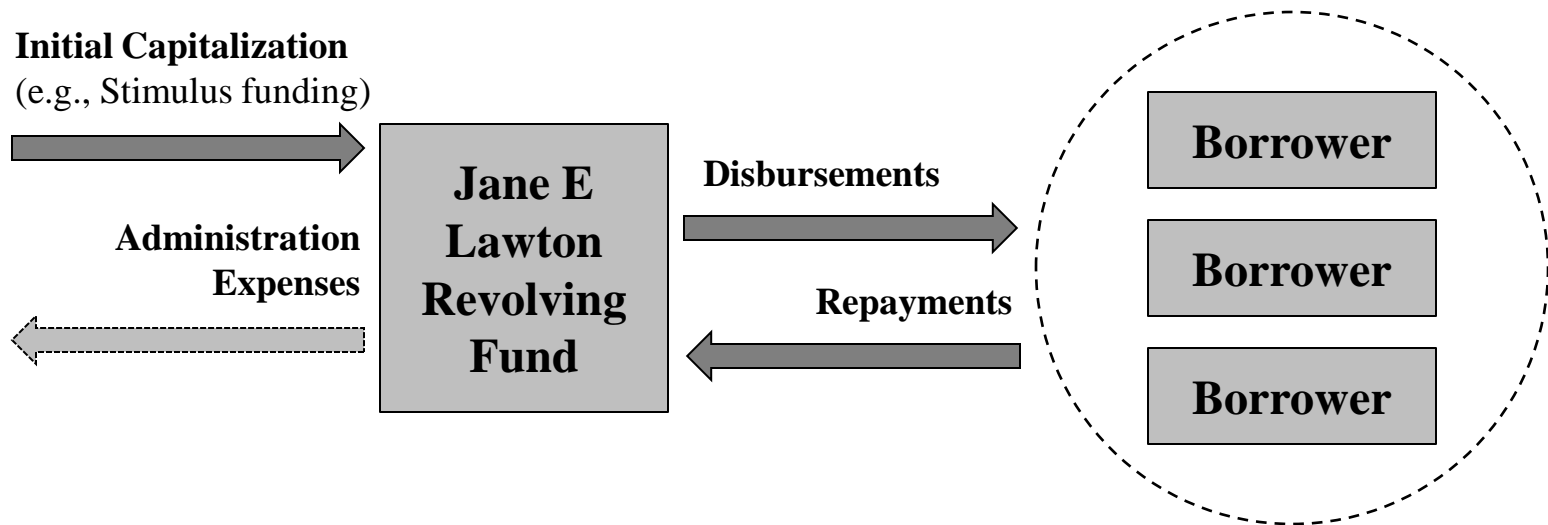 Initial Capitalization
(e.g., Stimulus funding)
Administration
Expenses
Jane E
Lawton
Revolving
Fund
Disbursements
Repayments
Borrower
Borrower
Borrower